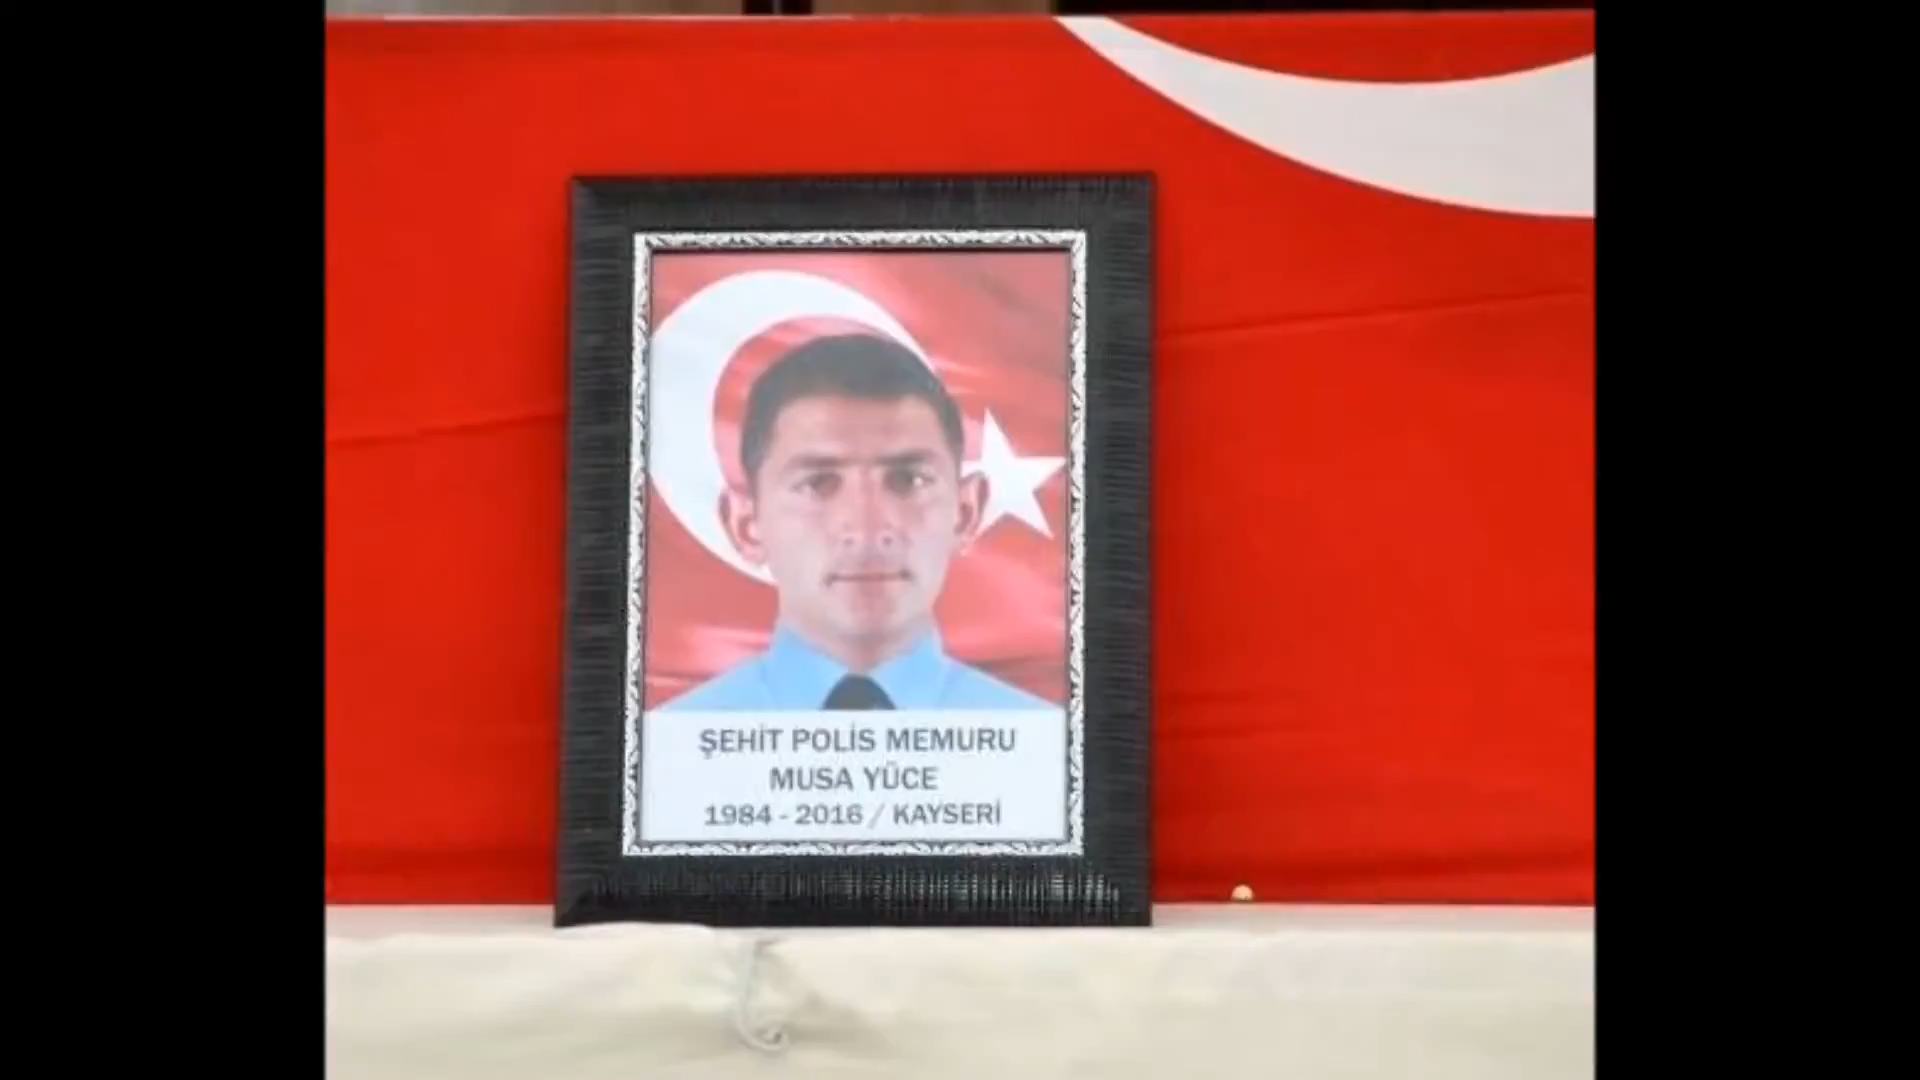 ŞEHİT POLİS MEMURU
MUSA YÜCE
1984 - 2016 / KAYSERİ